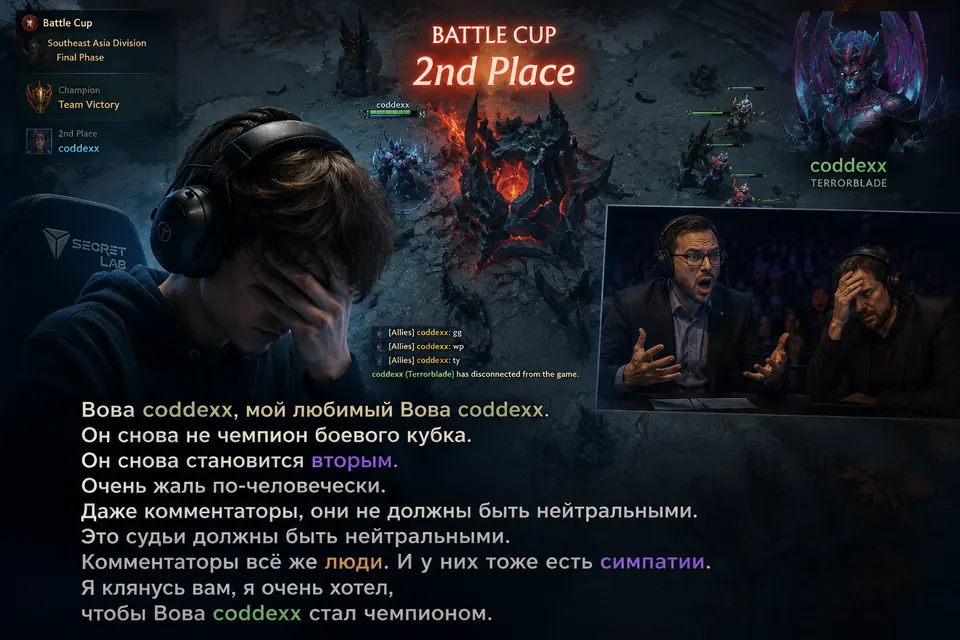 Battle Cup
Southeast Asia Division
Final Phase
Champion
Team Victory
2nd Place
coddexx
BATTLE CUP
2nd Place
coddexx
coddexx
TERRORBLADE
SECRET
LAB
[Allies] coddexx: gg
[Allies] coddexx: wp
[Allies] coddexx: ty
coddexx (Terrorblade) has disconnected from the game.
Вова coddexx, мой любимый Вова coddexx.
Он снова не чемпион боевого кубка.
Он снова становится вторым.
Очень жаль по-человечески.
Даже комментаторы, они не должны быть нейтральными.
Это судьи должны быть нейтральными.
Комментаторы всё же люди. И у них тоже есть симпатии.
Я клянусь вам, я очень хотел,
чтобы Вова coddexx стал чемпионом.